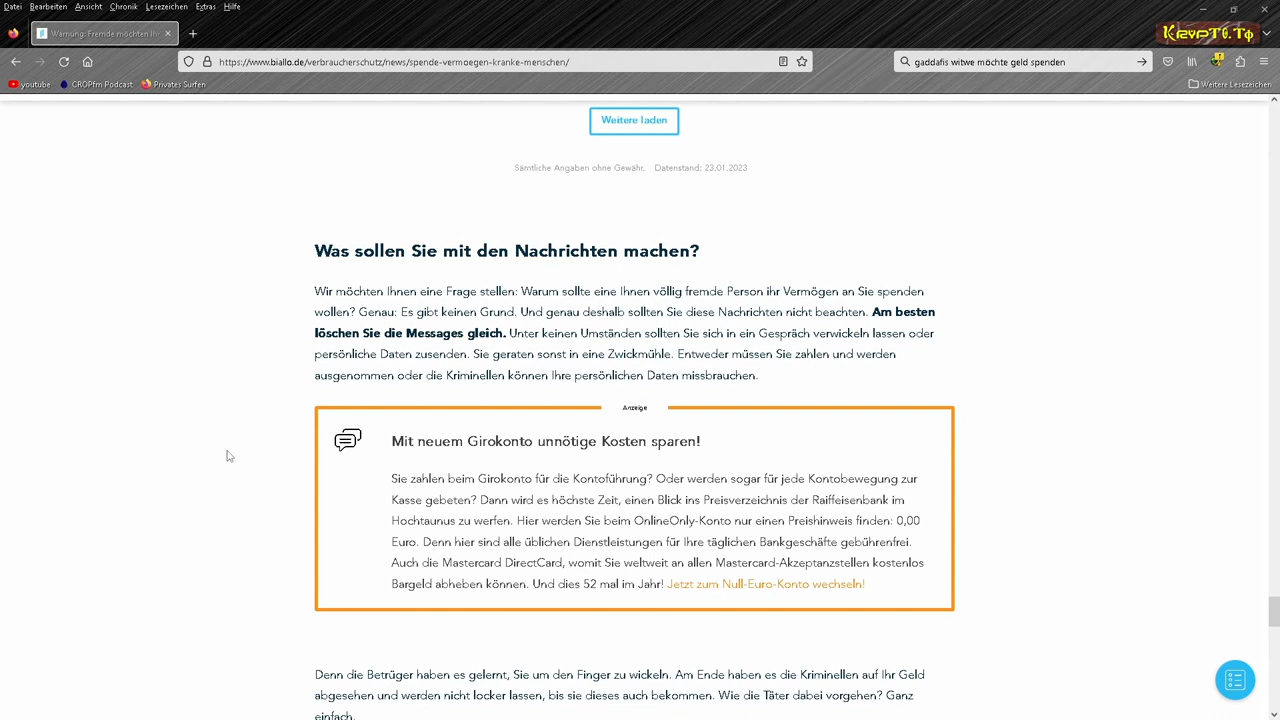 Datei Bearbeiten Ansicht Chronik Lesezeichen Extras Hilfe
Warnung: Fremde möchten Ihr
KrypT0.To
https://www.biallo.de/verbraucherschutz/news/spende-vermoegen-kranke-menschen/
gaddafis witwe möchte geld spenden
youtube CROPfm Podcast Privates Surfen Weitere Lesezeichen
Weitere laden
Sämtliche Angaben ohne Gewähr. Datenstand: 23.01.2023
Was sollen Sie mit den Nachrichten machen?
Wir möchten Ihnen eine Frage stellen: Warum sollte eine Ihnen völlig fremde Person ihr Vermögen an Sie spenden
wollen? Genau: Es gibt keinen Grund. Und genau deshalb sollten Sie diese Nachrichten nicht beachten. Am besten
löschen Sie die Messages gleich. Unter keinen Umständen sollten Sie sich in ein Gespräch verwickeln lassen oder
persönliche Daten zusenden. Sie geraten sonst in eine Zwickmühle. Entweder müssen Sie zahlen und werden
ausgenommen oder die Kriminellen können Ihre persönlichen Daten missbrauchen.
Anzeige
Mit neuem Girokonto unnötige Kosten sparen!
Sie zahlen beim Girokonto für die Kontoführung? Oder werden sogar für jede Kontobewegung zur
Kasse gebeten? Dann wird es höchste Zeit, einen Blick ins Preisverzeichnis der Raiffeisenbank im
Hochtaunus zu werfen. Hier werden Sie beim OnlineOnly-Konto nur einen Preishinweis finden: 0,00
Euro. Denn hier sind alle üblichen Dienstleistungen für Ihre täglichen Bankgeschäfte gebührenfrei.
Auch die Mastercard DirectCard, womit Sie weltweit an allen Mastercard-Akzeptanzstellen kostenlos
Bargeld abheben können. Und dies 52 mal im Jahr! Jetzt zum Null-Euro-Konto wechseln!
Denn die Betrüger haben es gelernt, Sie um den Finger zu wickeln. Am Ende haben es die Kriminellen auf Ihr Geld
abgesehen und werden nicht locker lassen, bis sie dieses auch bekommen. Wie die Täter dabei vorgehen? Ganz
einfach.